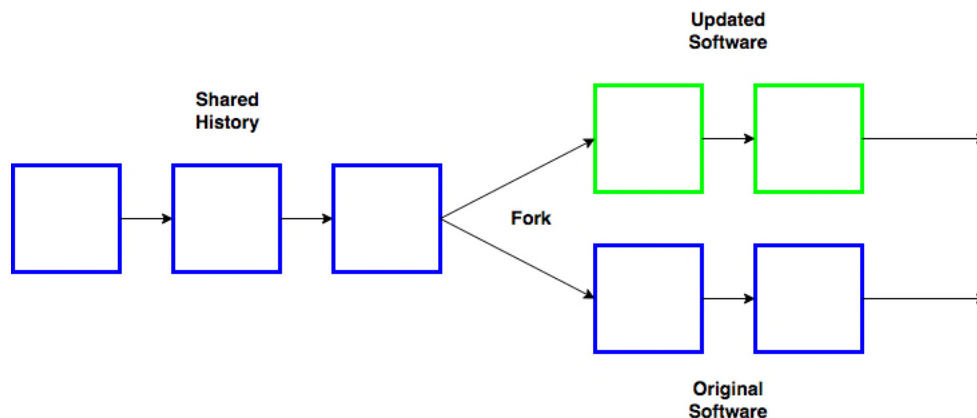 Updated
Software
Shared
History
Fork
Original
Software